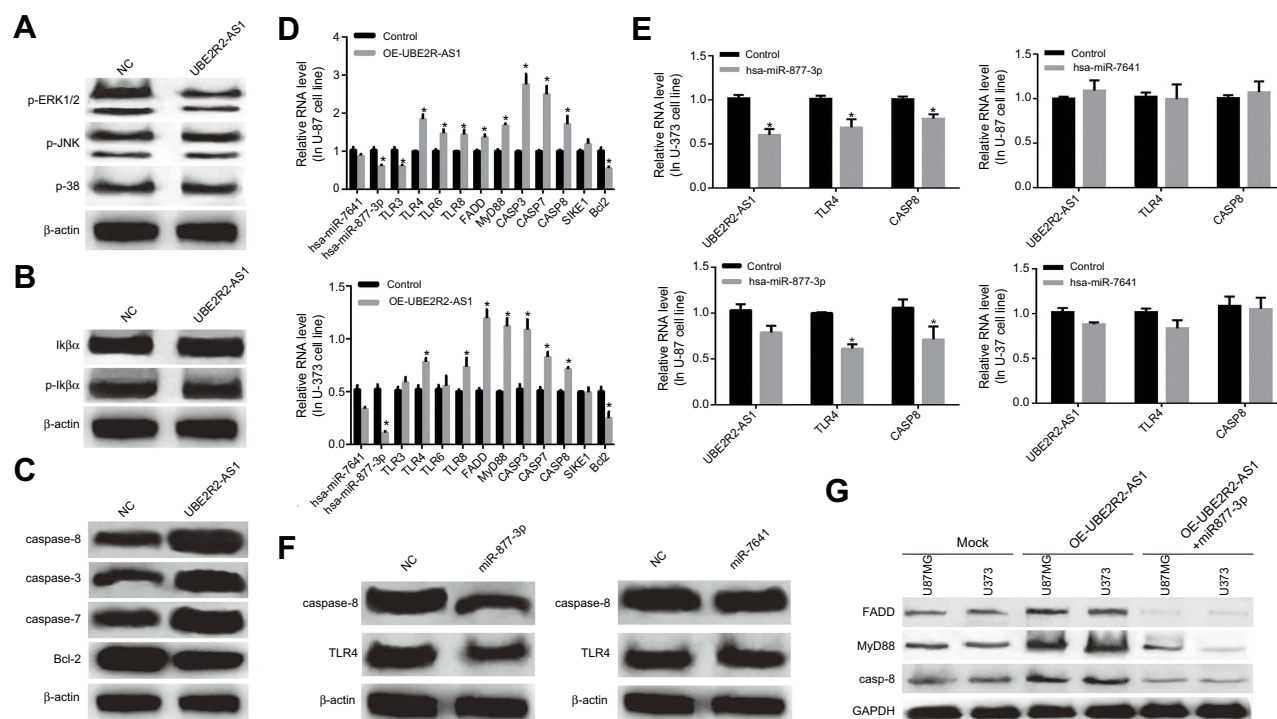 A
NC
UBE2R2-AS1
p-ERK1/2
p-JNK
p-38
β-actin
B
NC
UBE2R2-AS1
Ikβα
p-Ikβα
β-actin
C
NC
UBE2R2-AS1
caspase-8
caspase-3
caspase-7
Bcl-2
β-actin
D
Control
OE-UBE2R-AS1
Relative RNA level
(In U-87 cell line)
4
3
2
1
0
* * * * * * * * * * *
hsa-miR-7641
hsa-miR-877-3p
TLR3
TLR4
TLR6
TLR8
FADD
MyD88
CASP3
CASP7
CASP8
SIKE1
Bcl2
Control
OE-UBE2R2-AS1
Relative RNA level
(In U-373 cell line)
1.5
1.0
0.5
0.0
* * * * * * * * *
hsa-miR-7641
hsa-miR-877-3p
TLR3
TLR4
TLR6
TLR8
FADD
MyD88
CASP3
CASP7
CASP8
SIKE1
Bcl2
E
Control
hsa-miR-877-3p
Relative RNA level
(In U-373 cell line)
1.5
1.0
0.5
0.0
* * *
UBE2R2-AS1
TLR4
CASP8
Control
hsa-miR-7641
Relative RNA level
(In U-87 cell line)
1.5
1.0
0.5
0.0
UBE2R2-AS1
TLR4
CASP8
Control
hsa-miR-877-3p
Relative RNA level
(In U-87 cell line)
1.5
1.0
0.5
0.0
* *
UBE2R2-AS1
TLR4
CASP8
Control
hsa-miR-7641
Relative RNA level
(In U-37 cell line)
1.5
1.0
0.5
0.0
UBE2R2-AS1
TLR4
CASP8
F
NC
miR-877-3p
caspase-8
TLR4
β-actin
NC
miR-7641
caspase-8
TLR4
β-actin
G
Mock
OE-UBE2R2-AS1
OE-UBE2R2-AS1
+miR877-3p
U87MG
U373
U87MG
U373
U87MG
U373
FADD
MyD88
casp-8
GAPDH